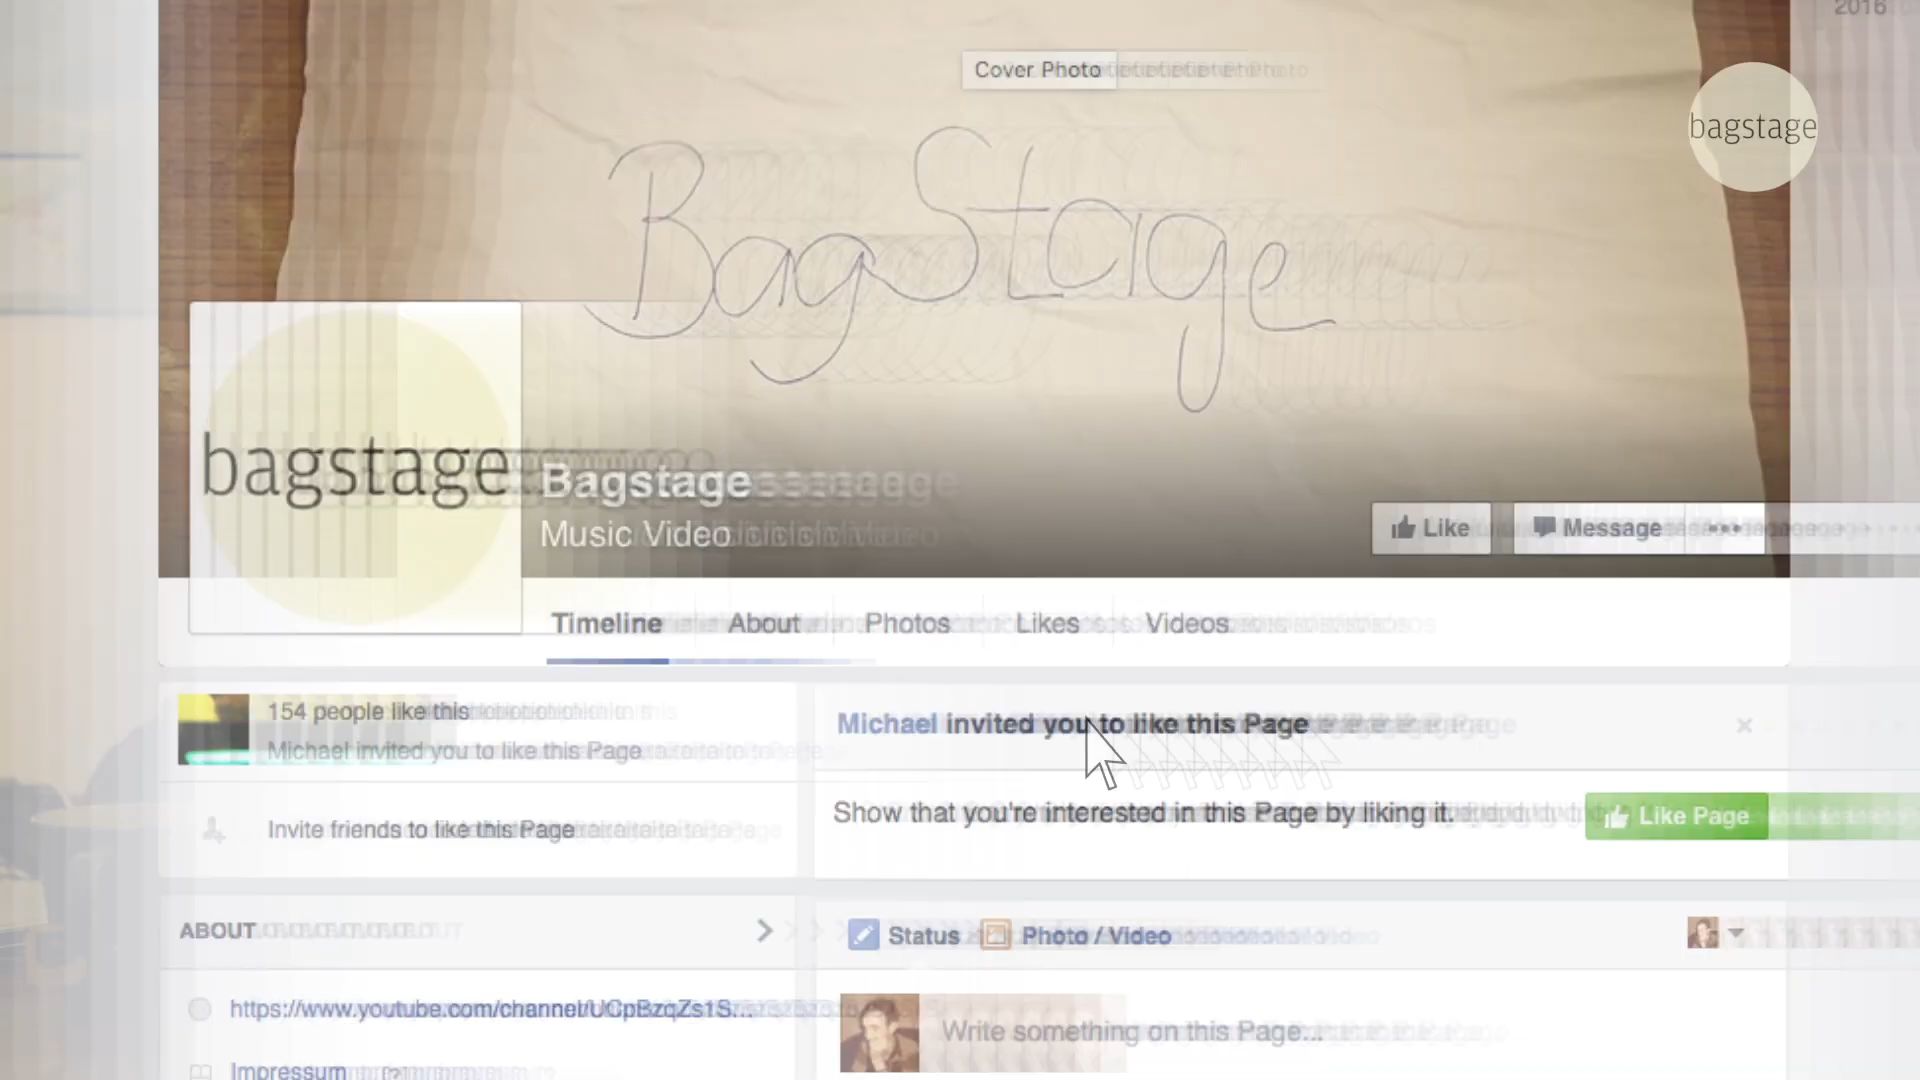 2016
Cover Photo
bagstage
BagStage
bagstage
Bagstage
Music Video
Like
Message
Timeline
About
Photos
Likes
Videos
154 people like this
Michael invited you to like this Page
Invite friends to like this Page
Michael invited you to like this Page
Show that you're interested in this Page by liking it.
Like Page
ABOUT
Status
Photo / Video
https://www.youtube.com/channel/UCpBzqZs1S...
Write something on this Page...
Impressum